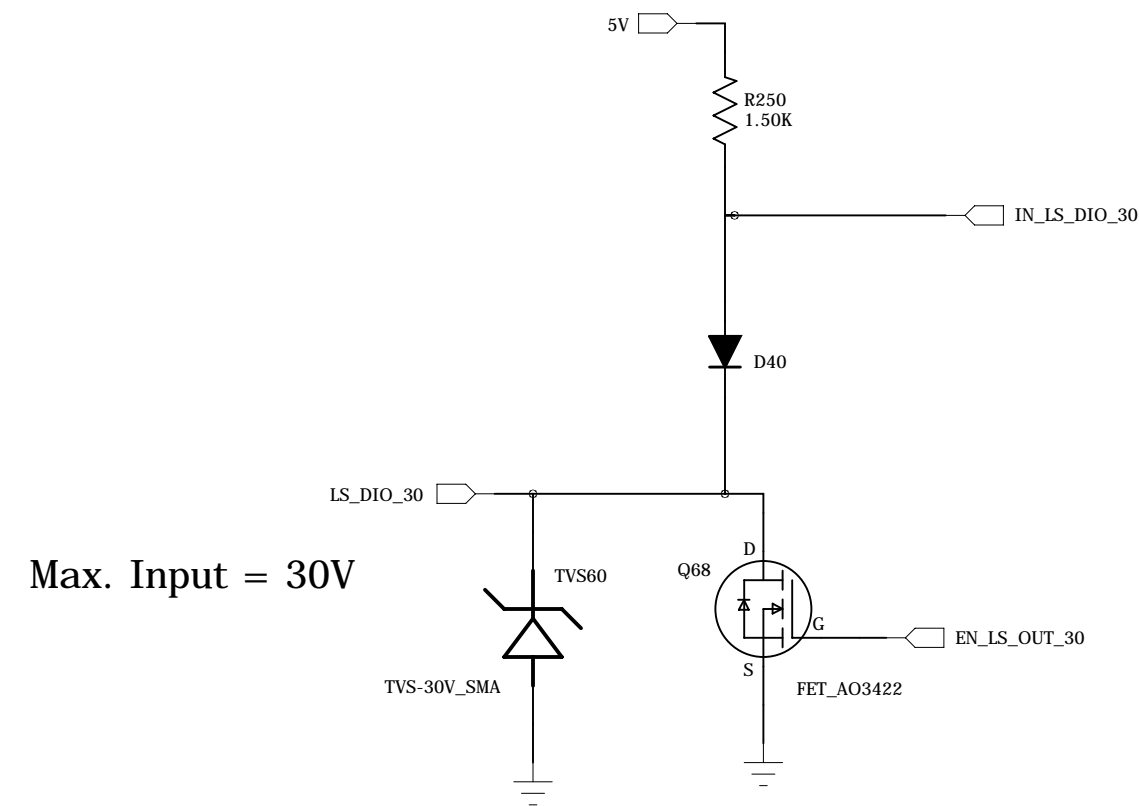 5V
R250
1.50K
IN_LS_DIO_30
D40
LS_DIO_30
Max. Input = 30V
TVS60
TVS-30V_SMA
Q68
D
G
S
EN_LS_OUT_30
FET_AO3422